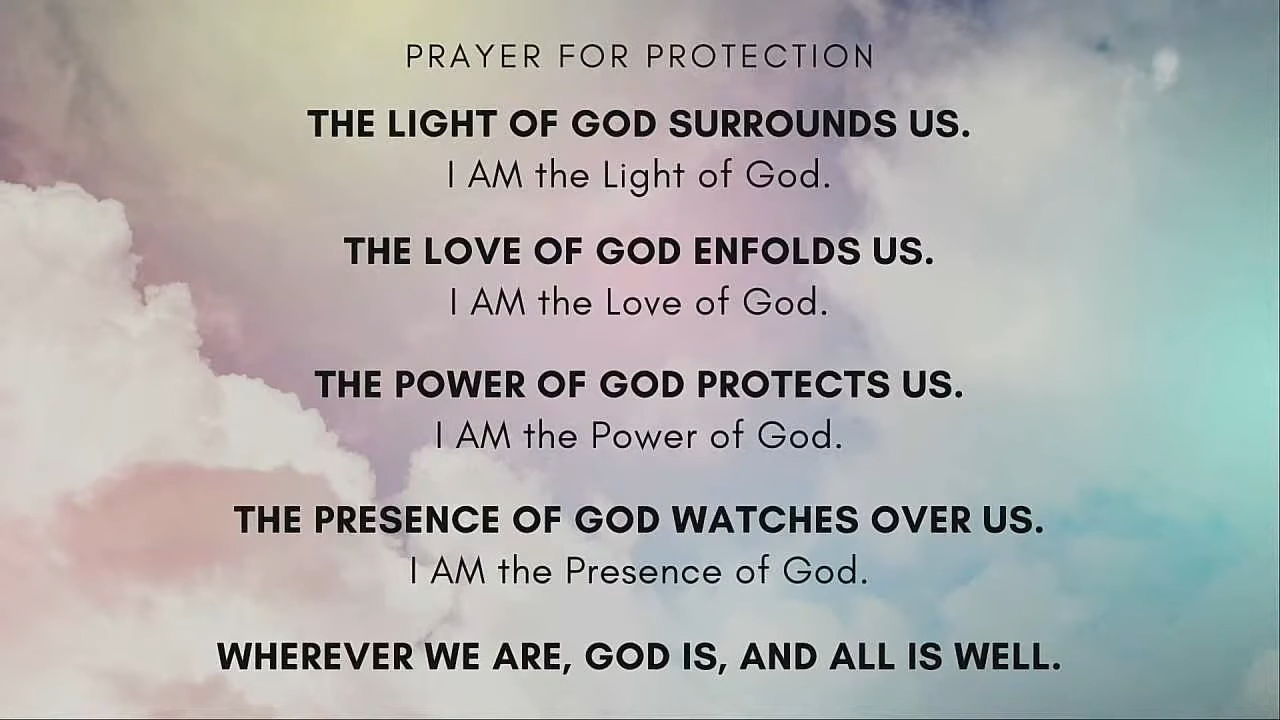 PRAYER FOR PROTECTION
THE LIGHT OF GOD SURROUNDS US.
I AM the Light of God.
THE LOVE OF GOD ENFOLDS US.
I AM the Love of God.
THE POWER OF GOD PROTECTS US.
I AM the Power of God.
THE PRESENCE OF GOD WATCHES OVER US.
I AM the Presence of God.
WHEREVER WE ARE, GOD IS, AND ALL IS WELL.